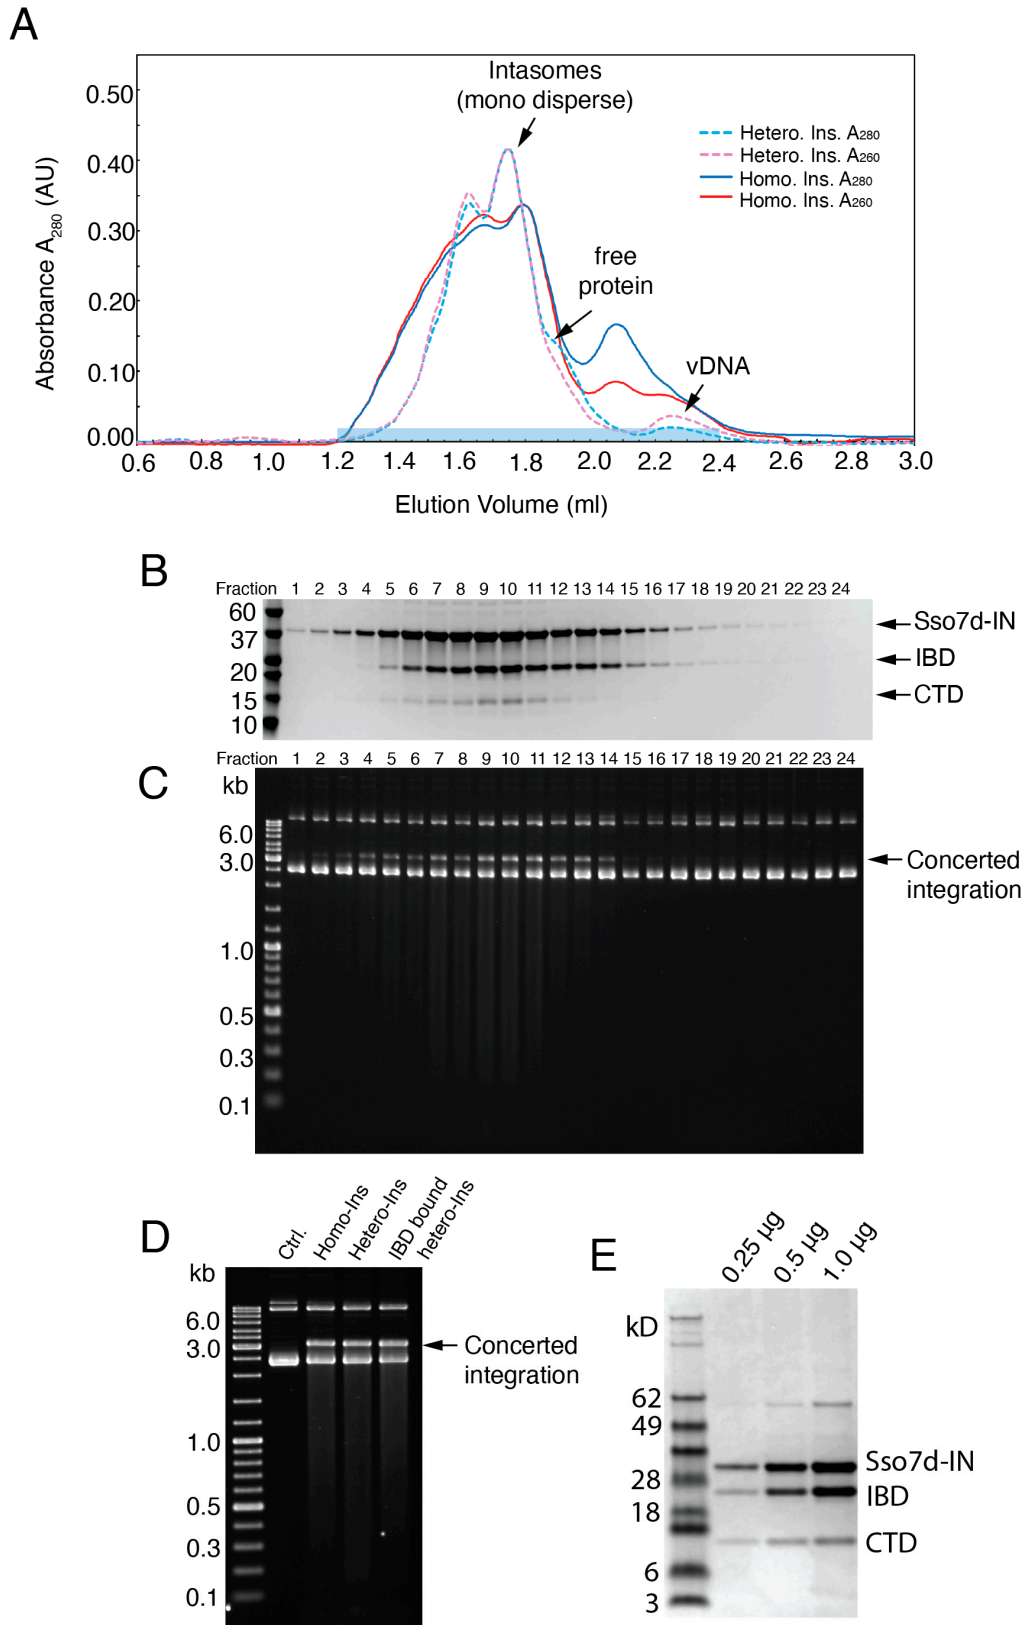 A
Intasomes
(mono disperse)
Hetero. Ins. A280
Hetero. Ins. A260
Homo. Ins. A280
Homo. Ins. A260
free
protein
vDNA
Absorbance A280 (AU)
0.50
0.40
0.30
0.20
0.10
0.00
0.6 0.8 1.0 1.2 1.4 1.6 1.8 2.0 2.2 2.4 2.6 2.8 3.0
Elution Volume (ml)
B
Fraction 1 2 3 4 5 6 7 8 9 10 11 12 13 14 15 16 17 18 19 20 21 22 23 24
60
37
20
15
10
Sso7d-IN
IBD
CTD
C
Fraction 1 2 3 4 5 6 7 8 9 10 11 12 13 14 15 16 17 18 19 20 21 22 23 24
kb
6.0
3.0
1.0
0.5
0.3
0.1
Concerted
integration
D
Ctrl.
Homo-Ins
Hetero-Ins
IBD bound
hetero-Ins
kb
6.0
3.0
1.0
0.5
0.3
0.1
Concerted
integration
E
0.25 µg
0.5 µg
1.0 µg
kD
62
49
28
18
6
3
Sso7d-IN
IBD
CTD